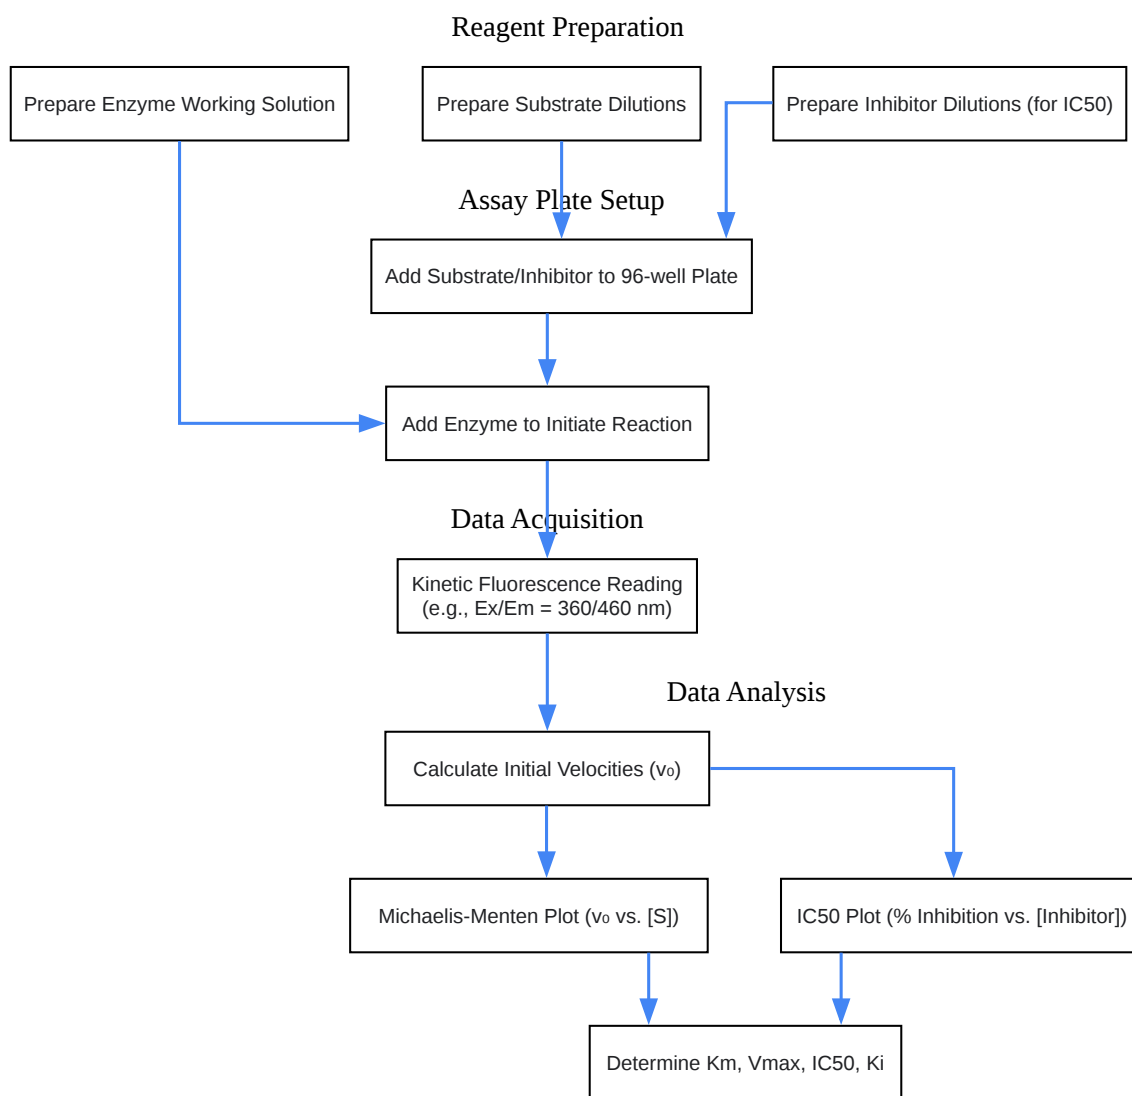 Reagent Preparation
Prepare Enzyme Working Solution
Prepare Substrate Dilutions
Prepare Inhibitor Dilutions (for IC50)
Assay Plate Setup
Add Substrate/Inhibitor to 96-well Plate
Add Enzyme to Initiate Reaction
Data Acquisition
Kinetic Fluorescence Reading
(e.g., Ex/Em = 360/460 nm)
Data Analysis
Calculate Initial Velocities (v₀)
Michaelis-Menten Plot (v₀ vs. [S])
IC50 Plot (% Inhibition vs. [Inhibitor])
Determine Km, Vmax, IC50, Ki